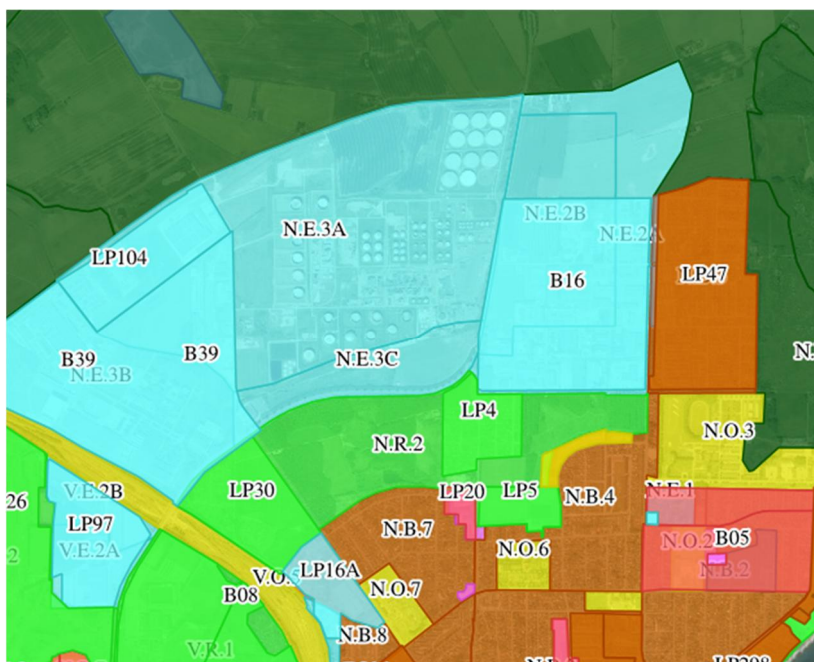 N.E.2B
N.E.3A
N.E.2A
LP104
LP47
B16
B39
B39
N.E.3C
N.E.3B
LP4
N.O.3
N.R.2
LP30
LP20
LP5
N.B.4
N.E.1
V.E.2B
26
LP97
N.B.7
V.E.2A
N.O.6
N.O.2
B05
LP16A
N.B.2
B08
N.O.7
N.B.8
V.R.1